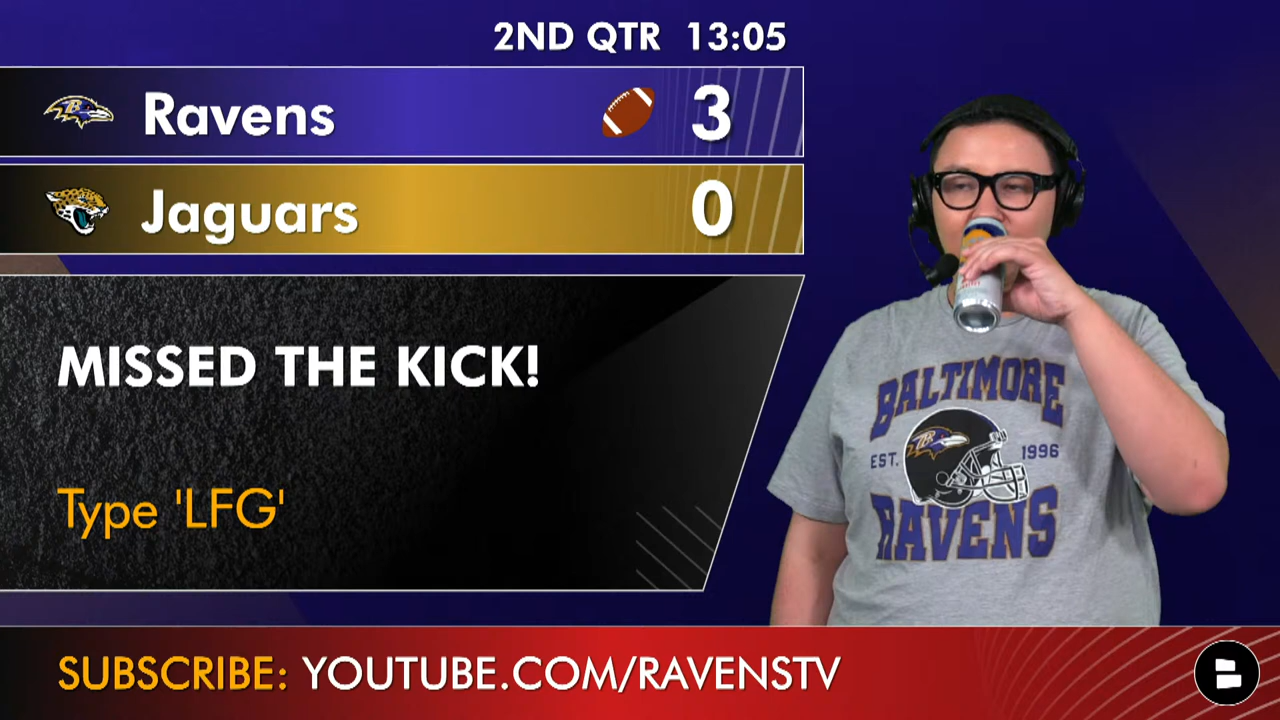 2ND QTR 13:05
Ravens 3
Jaguars 0
MISSED THE KICK!
Type 'LFG'
BALTIMORE
EST. 1996
RAVENS
SUBSCRIBE: YOUTUBE.COM/RAVENSTV